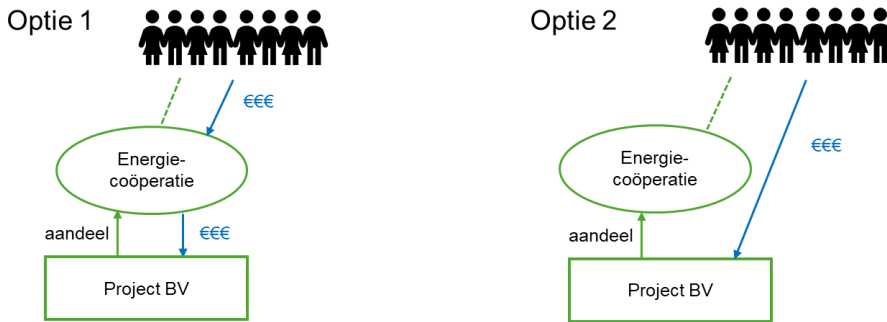 Optie 1
€€€
Energie-
coöperatie
aandeel
€€€
Project BV
Optie 2
€€€
Energie-
coöperatie
aandeel
Project BV